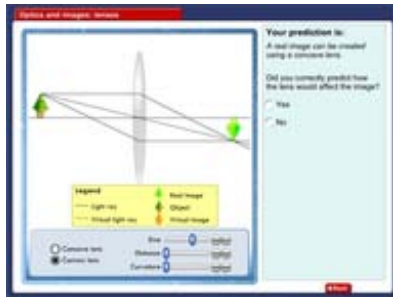 Optics and images: lenses
Your prediction is:
A real image can be created
using a concave lens.
Did you correctly predict how
the lens would affect the image?
Yes
No
Legend
Light ray
Virtual light ray
Real Image
Object
Virtual Image
Concave lens
Convex lens
Size
Distance
Curvature